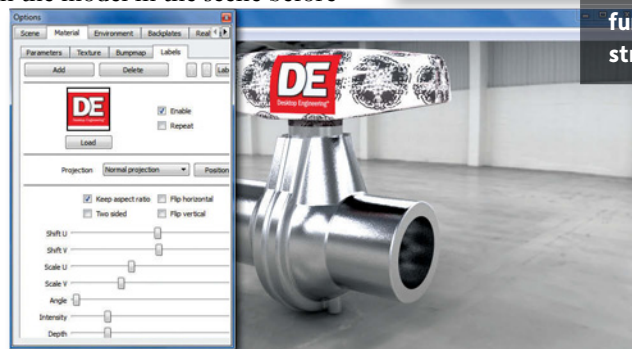 n the model in the scene before
Options
Scene Material Environment Backplates Real
Parameters Texture Bumpmap Labels
Add Delete Lab
DE
Desktop Engineering
Enable
Repeat
Load
Projection Normal projection Position
Keep aspect ratio Flip horizontal
Two sided Flip vertical
Shift U
Shift V
Scale U
Scale V
Angle
Intensity
Depth
DE
Desktop Engineering
fu
str